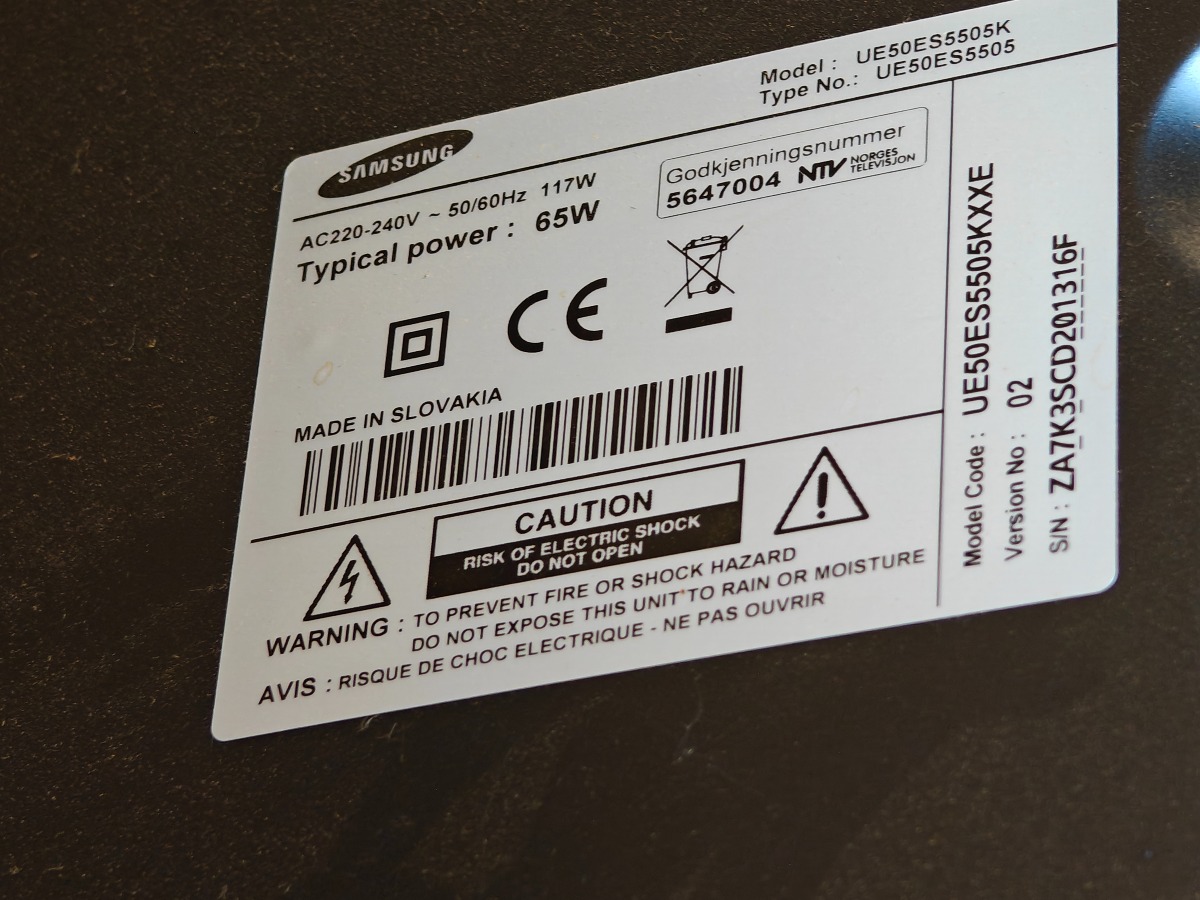 Model : UE50ES5505K
Type No.: UE50ES5505
SAMSUNG
AC220-240V ~ 50/60Hz 117W
Typical power : 65W
Godkjenningsnummer
5647004 NTV NORGES TELEVISJON
CE
MADE IN SLOVAKIA
CAUTION
RISK OF ELECTRIC SHOCK
DO NOT OPEN
WARNING : TO PREVENT FIRE OR SHOCK HAZARD
DO NOT EXPOSE THIS UNIT TO RAIN OR MOISTURE
AVIS : RISQUE DE CHOC ELECTRIQUE - NE PAS OUVRIR
Model Code : UE50ES5505KXXE
Version No : 02
S/N : ZA7K3SCD201316F